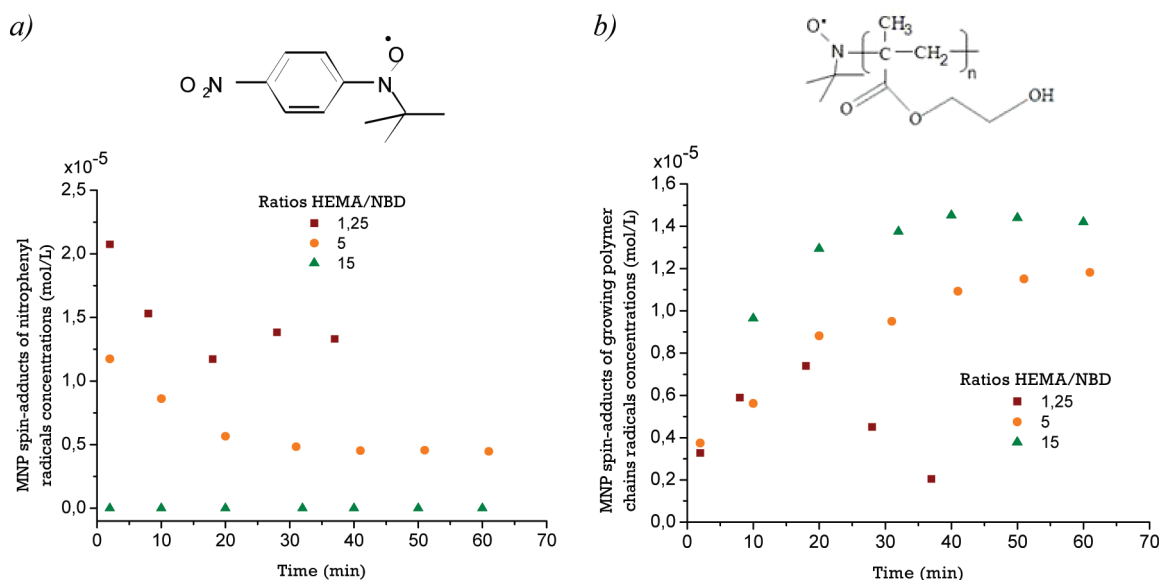 a)
O₂N
N
O•
x10⁻⁵
2,5
2,0
1,5
1,0
0,5
0,0
MNP spin-adducts of nitrophenyl
radicals concentrations (mol/L)
Ratios HEMA/NBD
1,25
5
15
0 10 20 30 40 50 60 70
Time (min)
b)
O•
N
CH₃
C
CH₂
n
O
O
OH
x10⁻⁵
1,6
1,4
1,2
1,0
0,8
0,6
0,4
0,2
0,0
MNP spin-adducts of growing polymer
chains radicals concentrations (mol/L)
Ratios HEMA/NBD
1,25
5
15
0 10 20 30 40 50 60 70
Time (min)